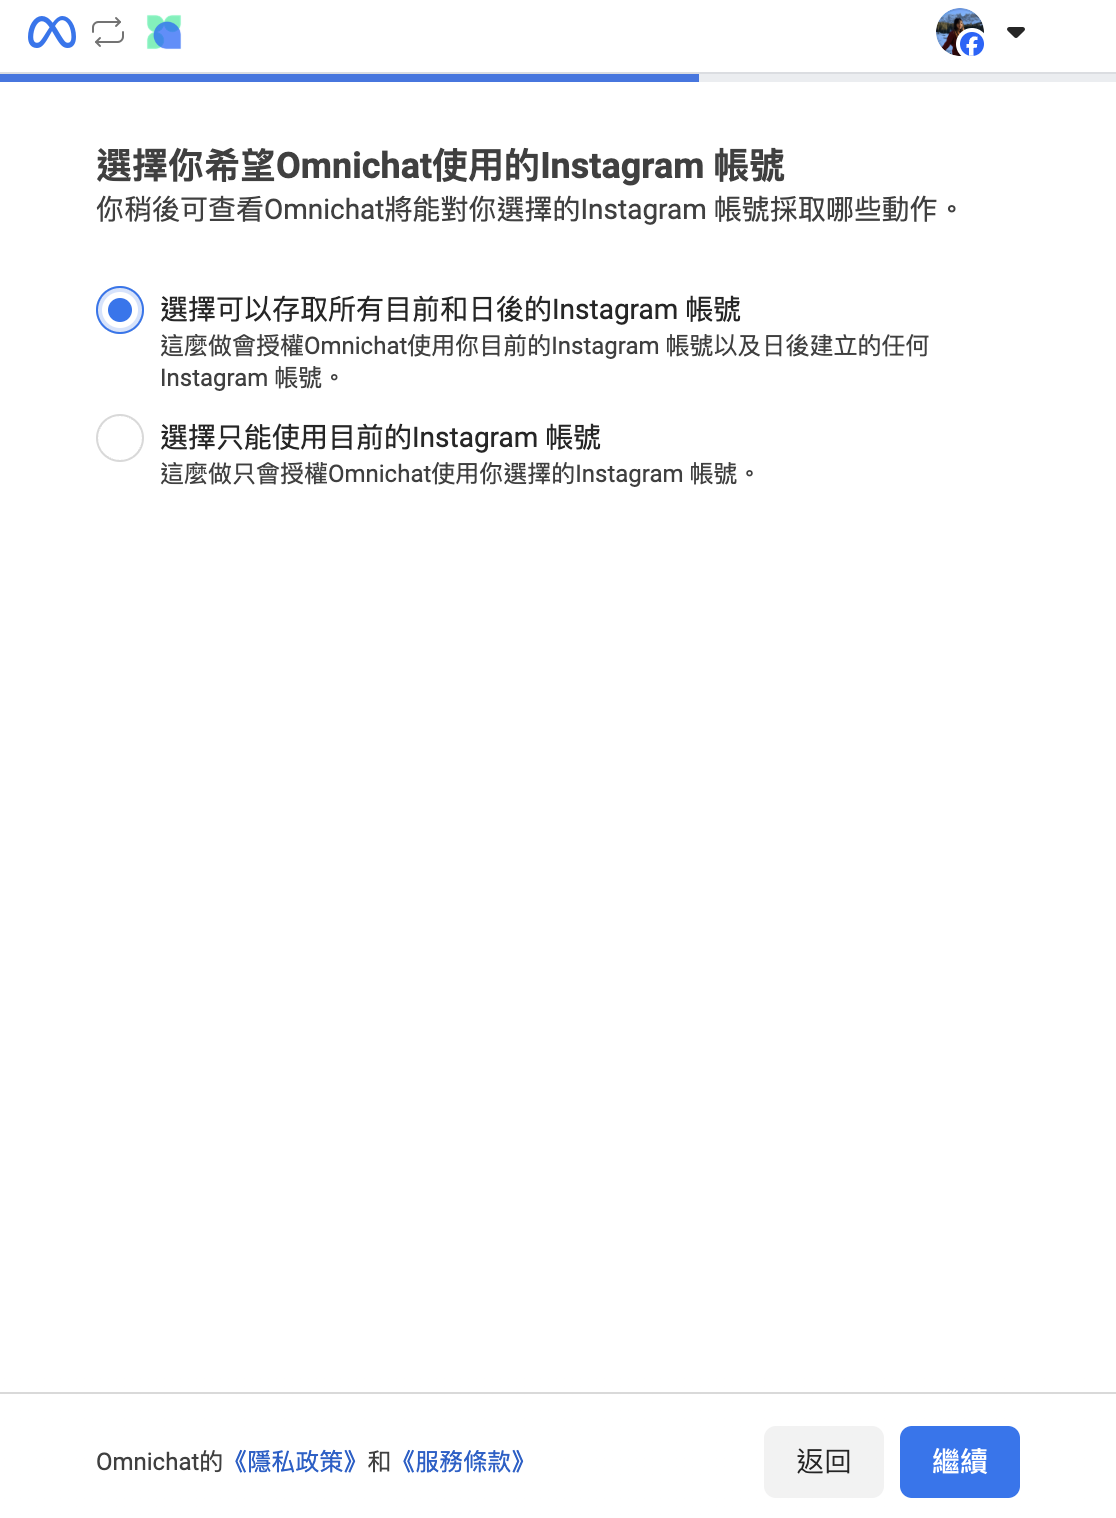 選擇你希望Omnichat使用的Instagram 帳號
你稍後可查看Omnichat將能對你選擇的Instagram 帳號採取哪些動作。
選擇可以存取所有目前和日後的Instagram 帳號
這麼做會授權Omnichat使用你目前的Instagram 帳號以及日後建立的任何
Instagram 帳號。
選擇只能使用目前的Instagram 帳號
這麼做只會授權Omnichat使用你選擇的Instagram 帳號。
Omnichat的《隱私政策》和《服務條款》
返回
繼續